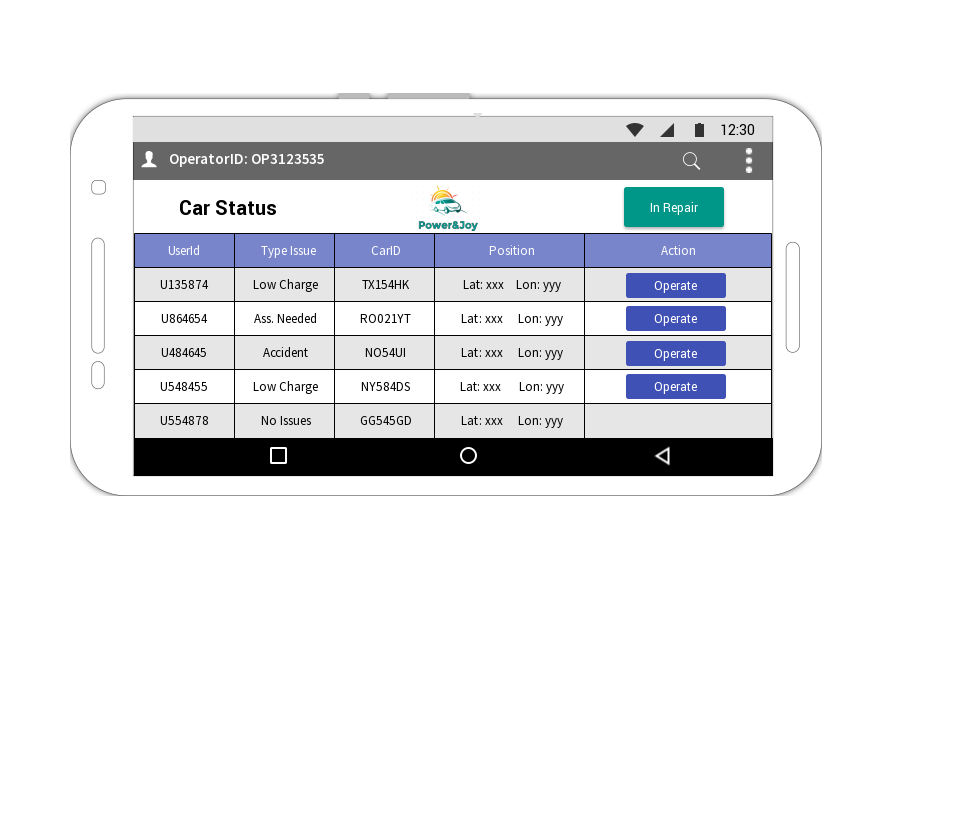 12:30
OperatorID: OP3123535
Car Status
Power&Joy
In Repair
UserId Type Issue CarID Position Action
U135874 Low Charge TX154HK Lat: xxx Lon: yyy Operate
U864654 Ass. Needed RO021YT Lat: xxx Lon: yyy Operate
U484645 Accident NO54UI Lat: xxx Lon: yyy Operate
U548455 Low Charge NY584DS Lat: xxx Lon: yyy Operate
U554878 No Issues GG545GD Lat: xxx Lon: yyy